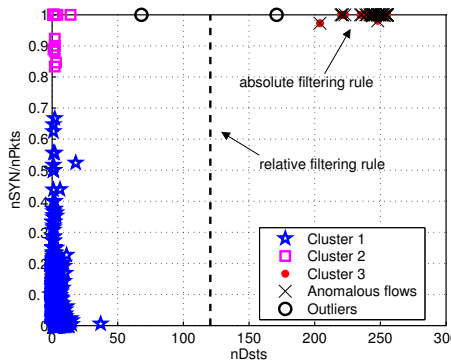 1
0.9
0.8
0.7
0.6
0.5
0.4
0.3
0.2
0.1
0
0
50
100
150
200
250
300
nSYN/nPkts
nDsts
absolute filtering rule
relative filtering rule
Cluster 1
Cluster 2
Cluster 3
Anomalous flows
Outliers